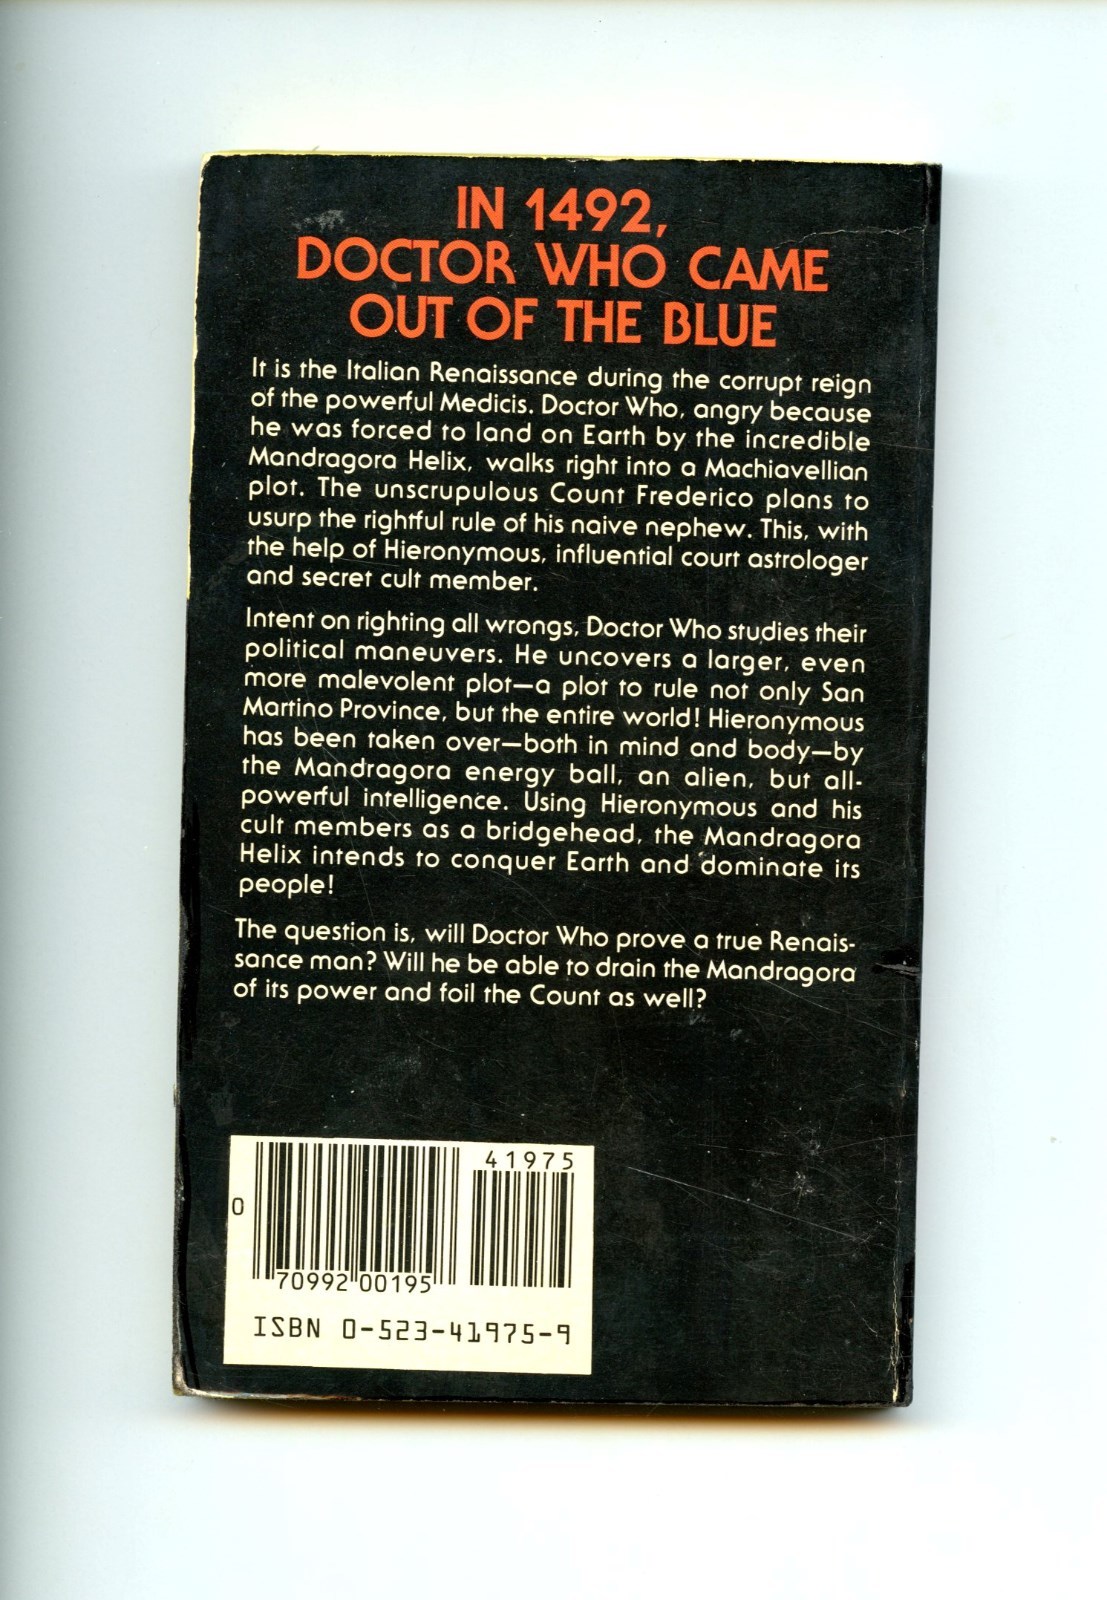 IN 1492,
DOCTOR WHO CAME
OUT OF THE BLUE
It is the Italian Renaissance during the corrupt reign
of the powerful Medicis. Doctor Who, angry because
he was forced to land on Earth by the incredible
Mandragora Helix, walks right into a Machiavellian
plot. The unscrupulous Count Frederico plans to
usurp the rightful rule of his naive nephew. This, with
the help of Hieronymous, influential court astrologer
and secret cult member.
Intent on righting all wrongs, Doctor Who studies their
political maneuvers. He uncovers a larger, even
more malevolent plot—a plot to rule not only San
Martino Province, but the entire world! Hieronymous
has been taken over—both in mind and body—by
the Mandragora energy ball, an alien, but all-
powerful intelligence. Using Hieronymous and his
cult members as a bridgehead, the Mandragora
Helix intends to conquer Earth and dominate its
people!
The question is, will Doctor Who prove a true Renais-
sance man? Will he be able to drain the Mandragora
of its power and foil the Count as well?
41975
0
70992 00195
ISBN 0-523-41975-9